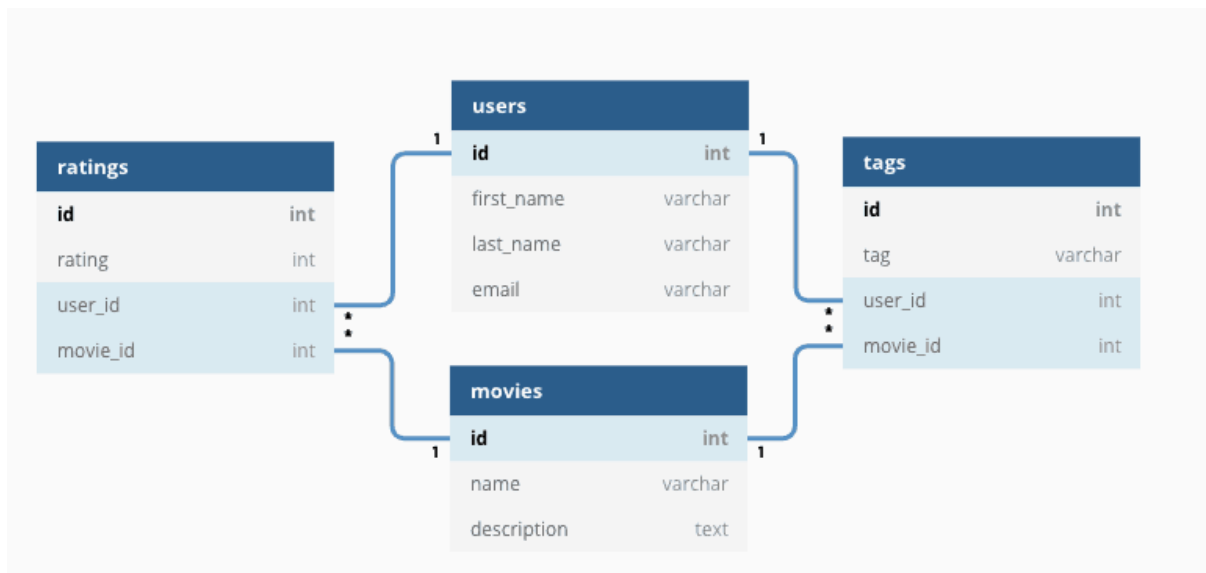 ratings
id int
rating int
user_id int
movie_id int
*
*
users
1
1
id int
first_name varchar
last_name varchar
email varchar
movies
id int
1
1
name varchar
description text
tags
id int
tag varchar
user_id int
movie_id int
*
*